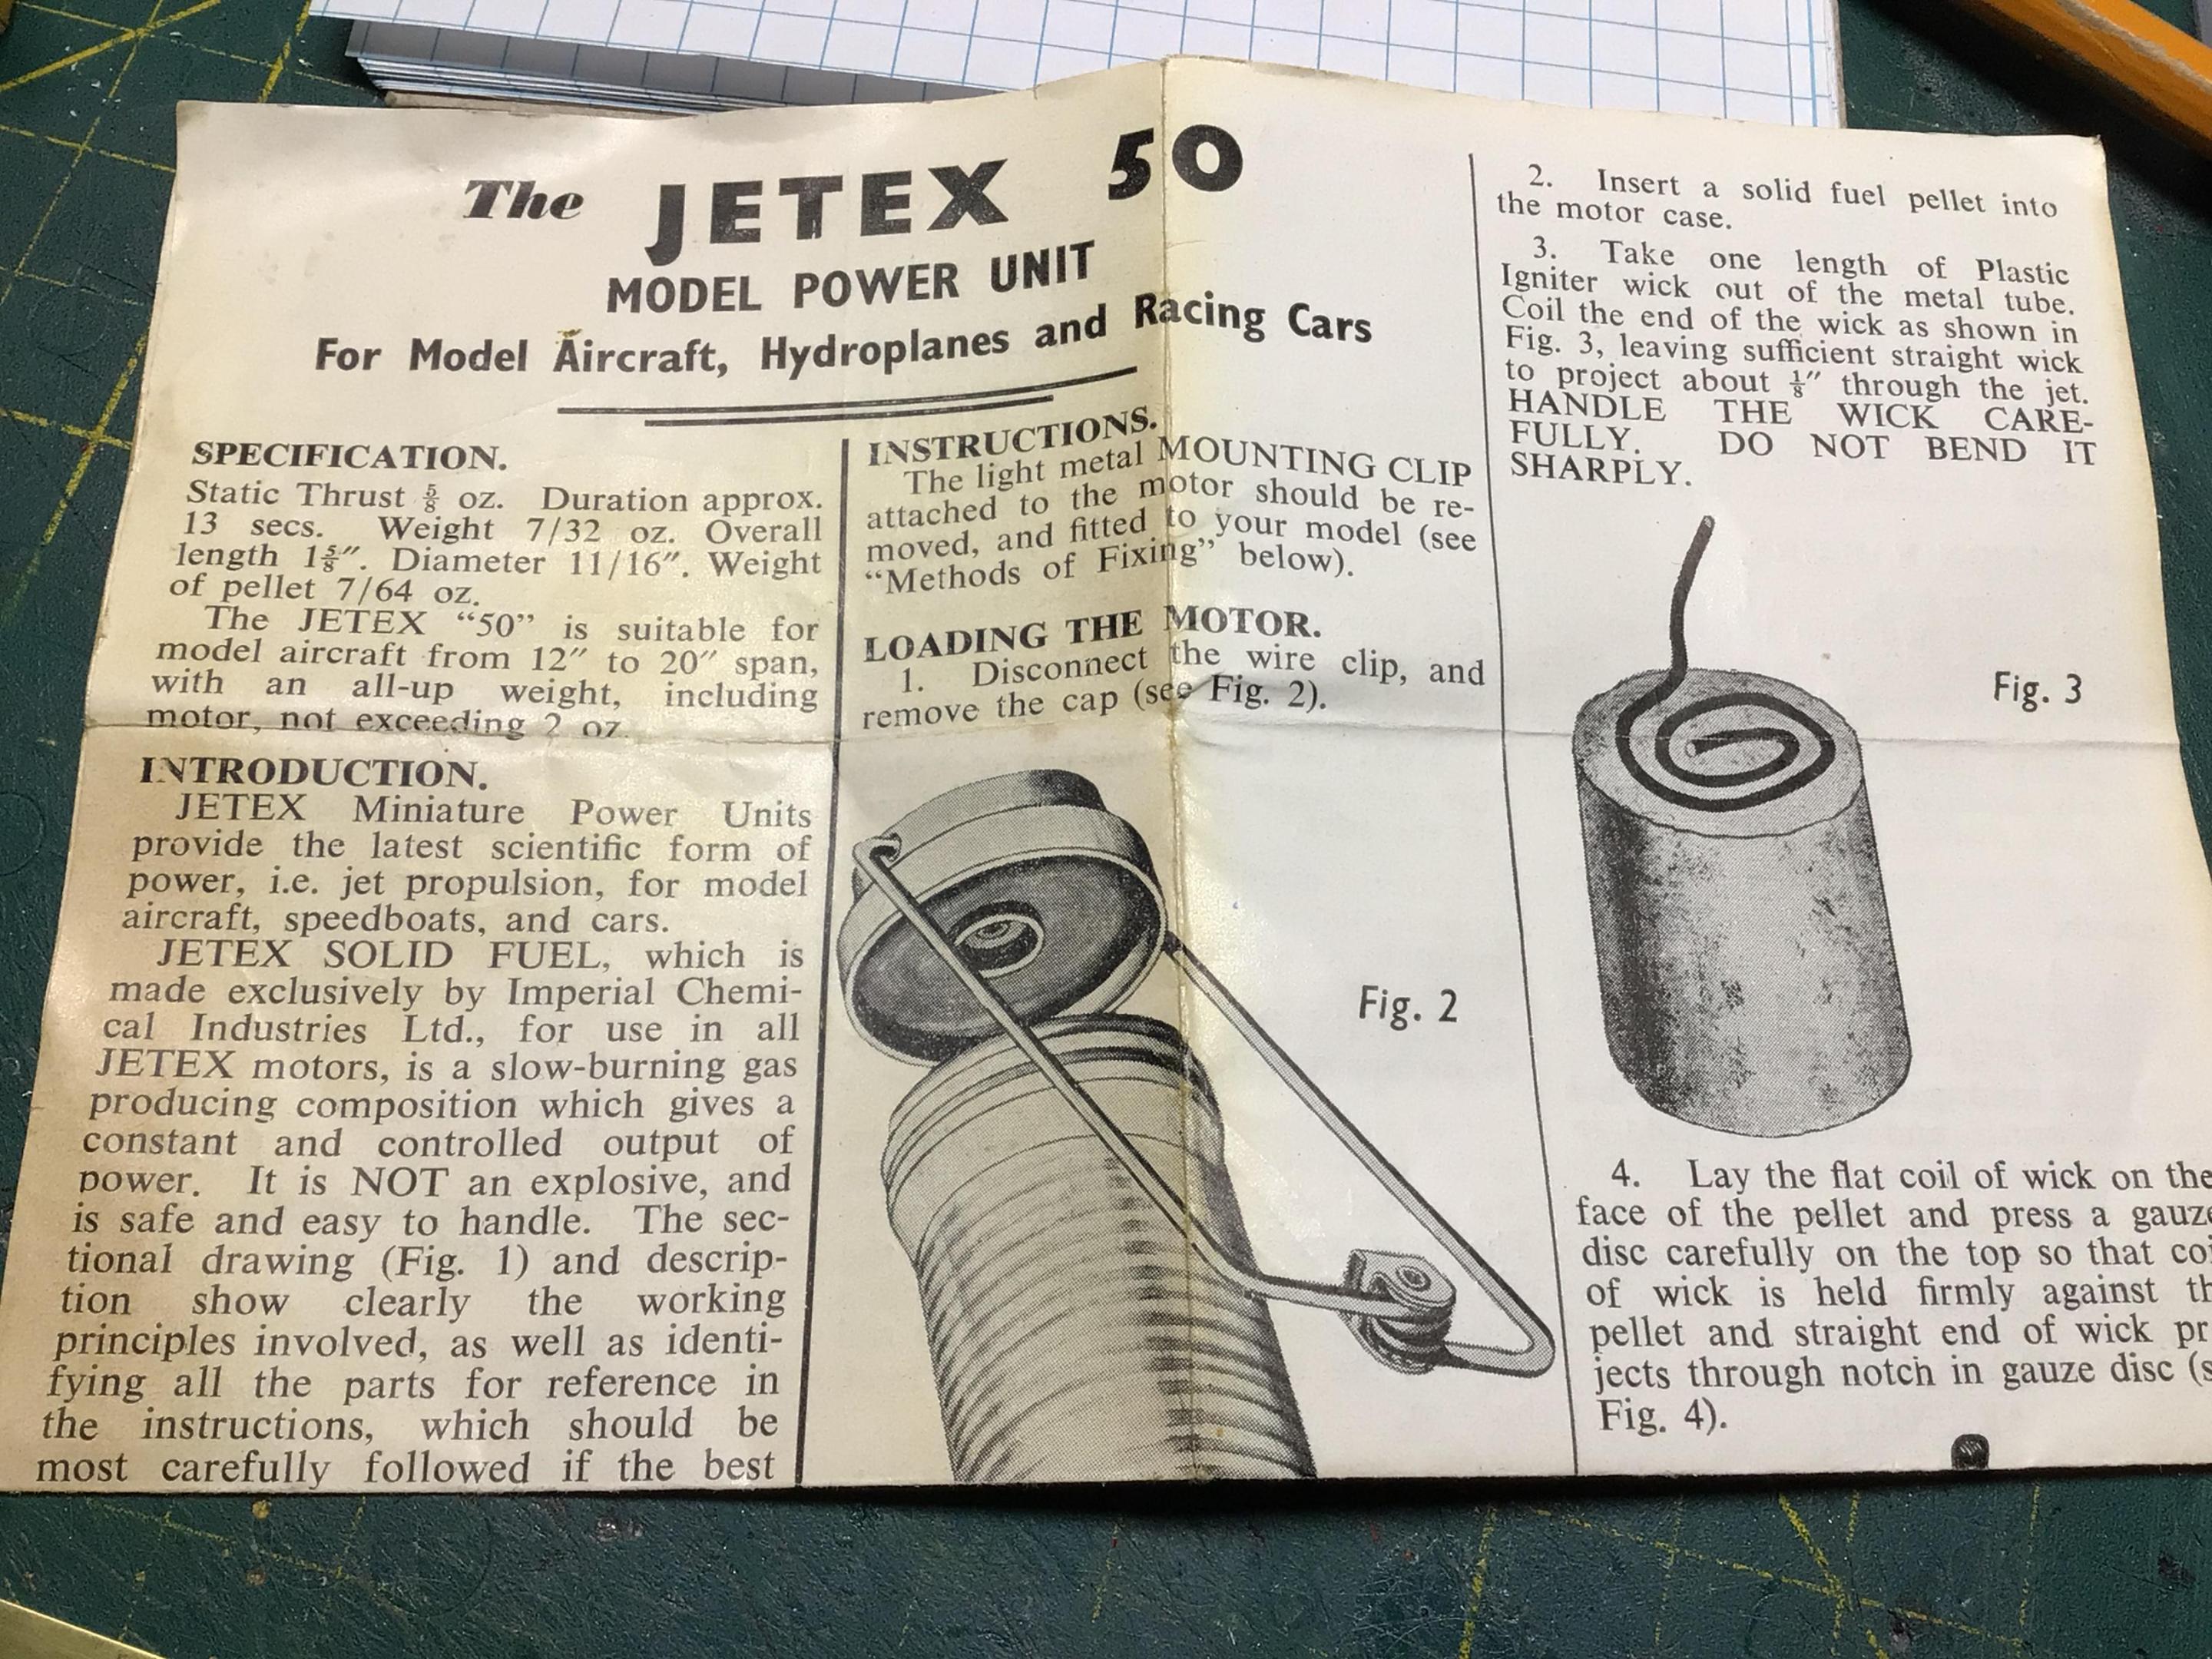 The JETEX 50
MODEL POWER UNIT
For Model Aircraft, Hydroplanes and Racing Cars
SPECIFICATION.
Static Thrust ⅝ oz. Duration approx.
13 secs. Weight 7/32 oz. Overall
length 1⅝″. Diameter 11/16″. Weight
of pellet 7/64 oz.
The JETEX “50” is suitable for
model aircraft from 12″ to 20″ span,
with an all-up weight, including
motor, not exceeding 2 oz.
INTRODUCTION.
JETEX Miniature Power Units
provide the latest scientific form of
power, i.e. jet propulsion, for model
aircraft, speedboats, and cars.
JETEX SOLID FUEL, which is
made exclusively by Imperial Chemi-
cal Industries Ltd., for use in all
JETEX motors, is a slow-burning gas
producing composition which gives a
constant and controlled output of
power. It is NOT an explosive, and
is safe and easy to handle. The sec-
tional drawing (Fig. 1) and descrip-
tion show clearly the working
principles involved, as well as identi-
fying all the parts for reference in
the instructions, which should be
most carefully followed if the best
INSTRUCTIONS.
The light metal MOUNTING CLIP
attached to the motor should be re-
moved, and fitted to your model (see
“Methods of Fixing” below).
LOADING THE MOTOR.
1. Disconnect the wire clip, and
remove the cap (see Fig. 2).
Fig. 2
2. Insert a solid fuel pellet into
the motor case.
3. Take one length of Plastic
Igniter wick out of the metal tube.
Coil the end of the wick as shown in
Fig. 3, leaving sufficient straight wick
to project about ⅛″ through the jet.
HANDLE THE WICK CARE-
FULLY. DO NOT BEND IT
SHARPLY.
Fig. 3
4. Lay the flat coil of wick on the
face of the pellet and press a gauze
disc carefully on the top so that coi
of wick is held firmly against th
pellet and straight end of wick pr
jects through notch in gauze disc (s
Fig. 4).